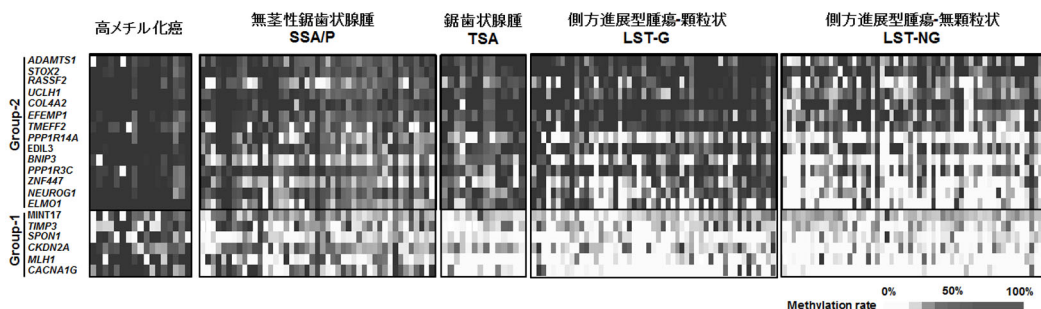 高メチル化癌
無茎性鋸歯状腺腫
SSA/P
鋸歯状腺腫
TSA
側方進展型腫瘍-顆粒状
LST-G
側方進展型腫瘍-無顆粒状
LST-NG
Group-2
ADAMTS1
STOX2
RASSF2
UCLH1
COL4A2
EFEMP1
TMEFF2
PPP1R14A
EDIL3
BNIP3
PPP1R3C
ZNF447
NEUROG1
ELMO1
Group-1
MINT17
TIMP3
SPON1
CKDN2A
MLH1
CACNA1G
0% 50% 100%
Methylation rate